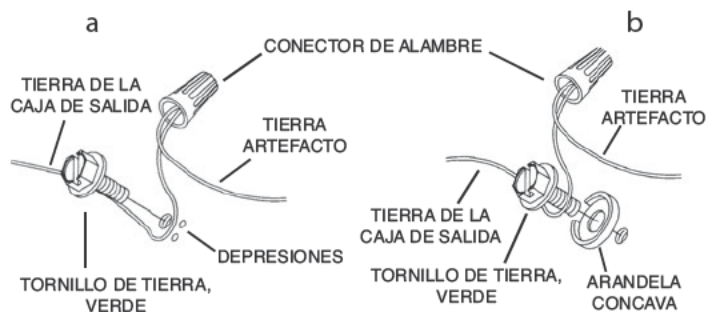 a
b
CONECTOR DE ALAMBRE
TIERRA DE LA
CAJA DE SALIDA
TIERRA
ARTEFACTO
DEPRESIONES
TORNILLO DE TIERRA,
VERDE
TIERRA
ARTEFACTO
TIERRA DE LA
CAJA DE SALIDA
TORNILLO DE TIERRA,
VERDE
ARANDELA
CONCAVA